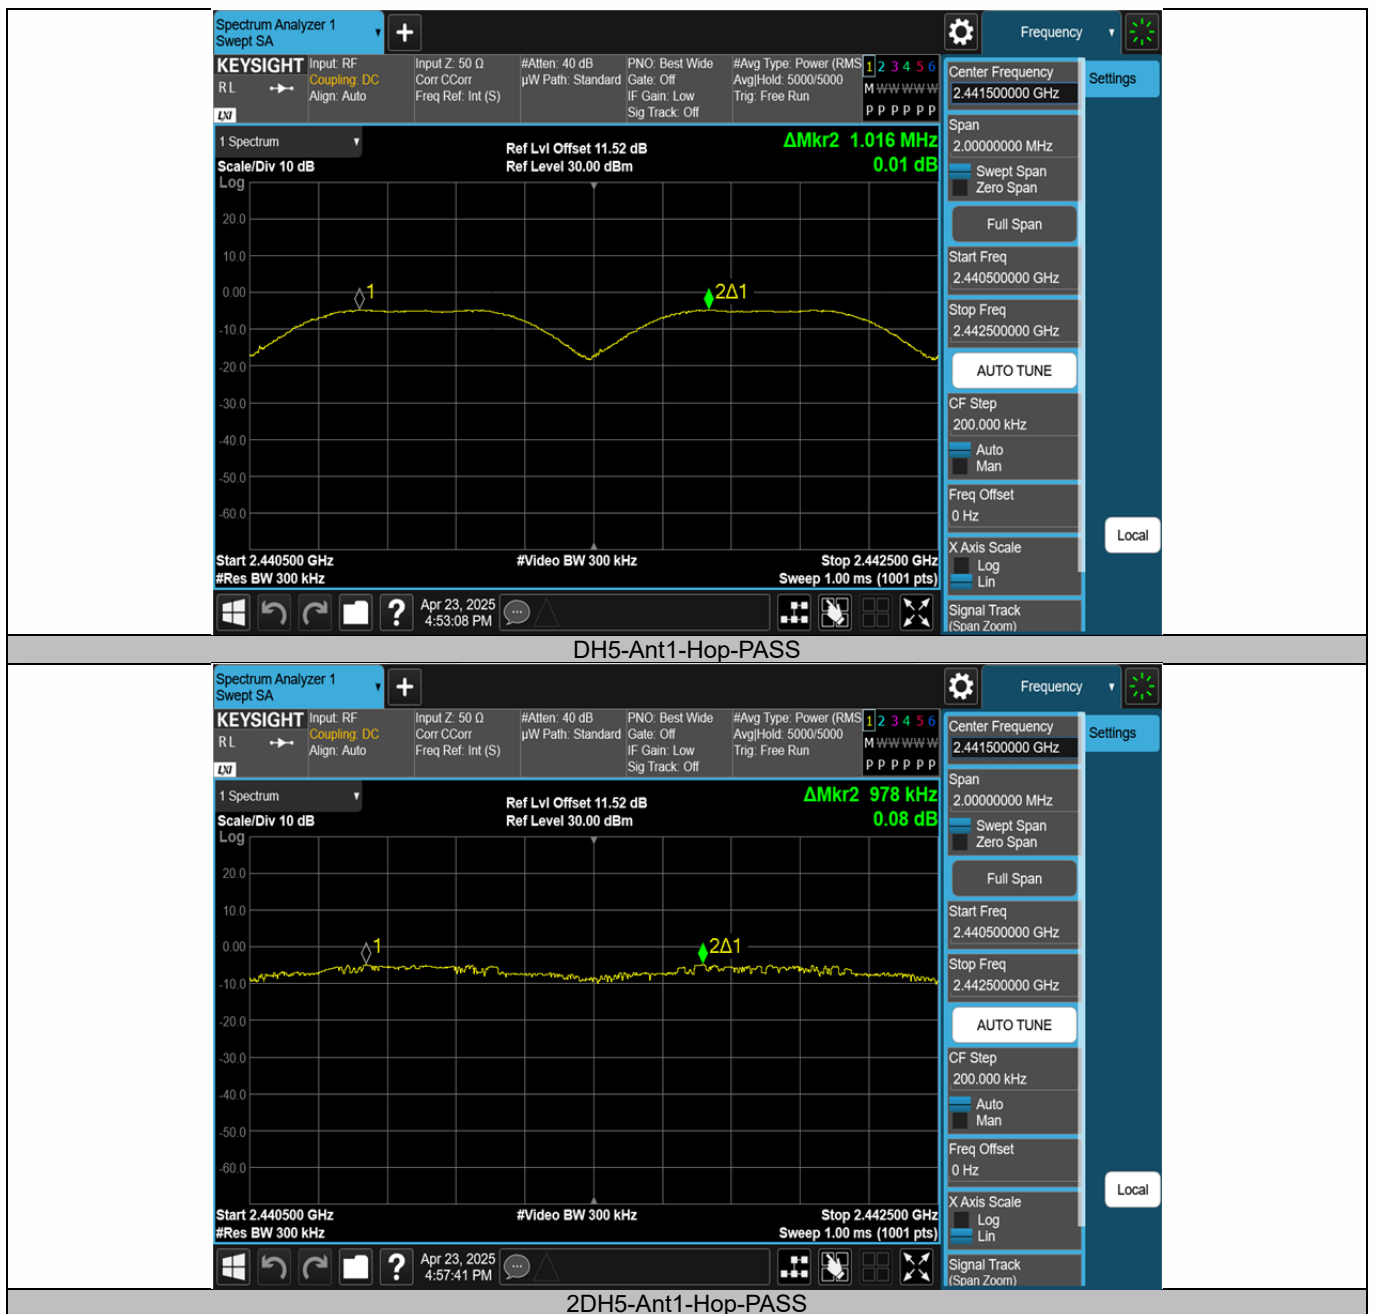 Spectrum Analyzer 1
Swept SA
+
Frequency
KEYSIGHT
RL
LXI
Input: RF
Coupling: DC
Align: Auto
Input Z: 50 Ω
Corr CCorr
Freq Ref: Int (S)
#Atten: 40 dB
µW Path: Standard
PNO: Best Wide
Gate: Off
IF Gain: Low
Sig Track: Off
#Avg Type: Power (RMS
Avg|Hold: 5000/5000
Trig: Free Run
1 2 3 4 5 6
M W W W W W
P P P P P P
Center Frequency
2.441500000 GHz
Settings
1 Spectrum
Scale/Div 10 dB
Log
Ref Lvl Offset 11.52 dB
Ref Level 30.00 dBm
ΔMkr2 1.016 MHz
0.01 dB
Span
2.00000000 MHz
Swept Span
Zero Span
Full Span
Start Freq
2.440500000 GHz
Stop Freq
2.442500000 GHz
AUTO TUNE
CF Step
200.000 kHz
Auto
Man
Freq Offset
0 Hz
X Axis Scale
Log
Lin
Signal Track
(Span Zoom)
Local
20.0
10.0
0.00
-10.0
-20.0
-30.0
-40.0
-50.0
-60.0
1
2Δ1
Start 2.440500 GHz
#Res BW 300 kHz
#Video BW 300 kHz
Stop 2.442500 GHz
Sweep 1.00 ms (1001 pts)
?
Apr 23, 2025
4:53:08 PM
DH5-Ant1-Hop-PASS
Spectrum Analyzer 1
Swept SA
+
Frequency
KEYSIGHT
RL
LXI
Input: RF
Coupling: DC
Align: Auto
Input Z: 50 Ω
Corr CCorr
Freq Ref: Int (S)
#Atten: 40 dB
µW Path: Standard
PNO: Best Wide
Gate: Off
IF Gain: Low
Sig Track: Off
#Avg Type: Power (RMS
Avg|Hold: 5000/5000
Trig: Free Run
1 2 3 4 5 6
M W W W W W
P P P P P P
Center Frequency
2.441500000 GHz
Settings
1 Spectrum
Scale/Div 10 dB
Log
Ref Lvl Offset 11.52 dB
Ref Level 30.00 dBm
ΔMkr2 978 kHz
0.08 dB
Span
2.00000000 MHz
Swept Span
Zero Span
Full Span
Start Freq
2.440500000 GHz
Stop Freq
2.442500000 GHz
AUTO TUNE
CF Step
200.000 kHz
Auto
Man
Freq Offset
0 Hz
X Axis Scale
Log
Lin
Signal Track
(Span Zoom)
Local
20.0
10.0
0.00
-10.0
-20.0
-30.0
-40.0
-50.0
-60.0
1
2Δ1
Start 2.440500 GHz
#Res BW 300 kHz
#Video BW 300 kHz
Stop 2.442500 GHz
Sweep 1.00 ms (1001 pts)
?
Apr 23, 2025
4:57:41 PM
2DH5-Ant1-Hop-PASS